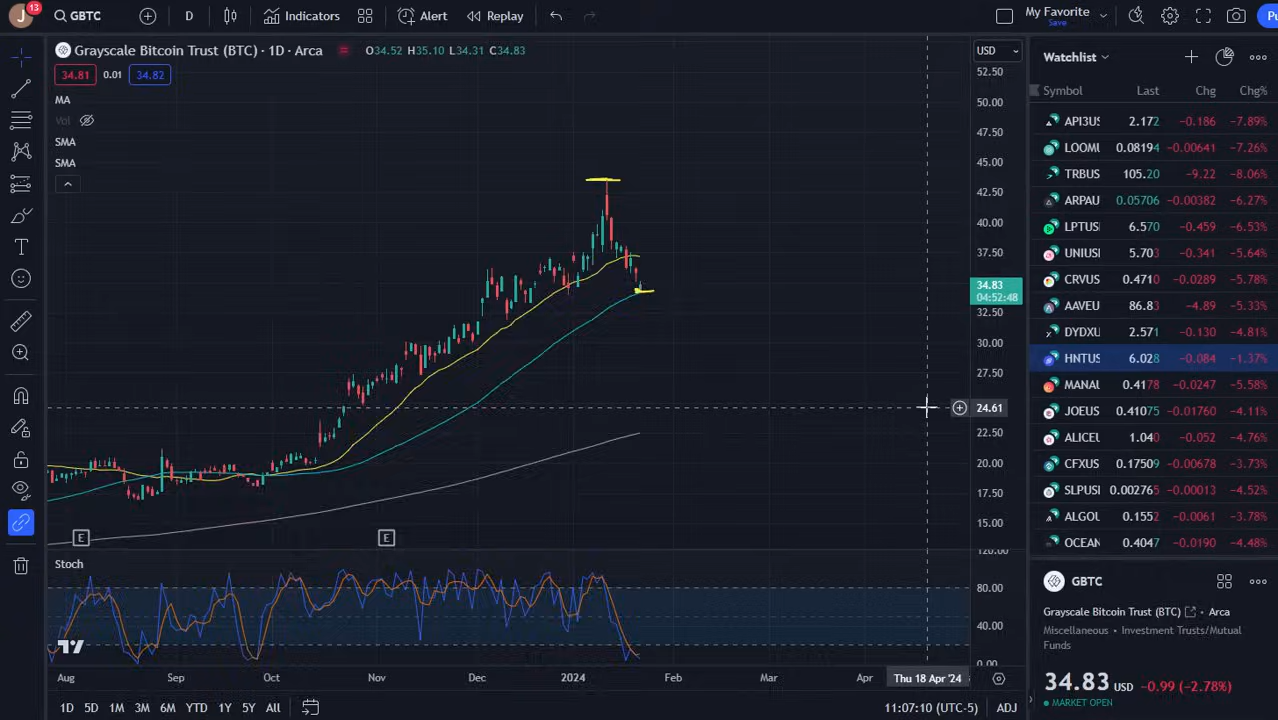 J 13 GBTC D Indicators Alert Replay My Favorite Save Pu
Grayscale Bitcoin Trust (BTC) · 1D · Arca O34.52 H35.10 L34.31 C34.83 USD
34.81 0.01 34.82
MA
Vol
SMA
SMA
52.50
50.00
47.50
45.00
42.50
40.00
37.50
34.83
04:52:48
32.50
30.00
27.50
24.61
22.50
20.00
17.50
15.00
E E
120.00
Stoch
80.00
40.00
0.00
Aug Sep Oct Nov Dec 2024 Feb Mar Apr Thu 18 Apr '24
1D 5D 1M 3M 6M YTD 1Y 5Y All 11:07:10 (UTC-5) ADJ
Watchlist
Symbol Last Chg Chg%
API3US 2.172 −0.186 −7.89%
LOOMU 0.08194 −0.00641 −7.26%
TRBUS 105.20 −9.22 −8.06%
ARPAU 0.05706 −0.00382 −6.27%
LPTUS 6.570 −0.459 −6.53%
UNIUS 5.703 −0.341 −5.64%
CRVUS 0.4710 −0.0289 −5.78%
AAVEU 86.83 −4.89 −5.33%
DYDXU 2.571 −0.130 −4.81%
HNTUS 6.028 −0.084 −1.37%
MANAU 0.4178 −0.0247 −5.58%
JOEUS 0.41075 −0.01760 −4.11%
ALICEU 1.040 −0.052 −4.76%
CFXUS 0.17509 −0.00678 −3.73%
SLPUS 0.002765 −0.00013 −4.52%
ALGOU 0.1552 −0.0061 −3.78%
OCEAN 0.4047 −0.0190 −4.48%
GBTC
Grayscale Bitcoin Trust (BTC) · Arca
Miscellaneous • Investment Trusts/Mutual
Funds
34.83 USD −0.99 (−2.78%)
MARKET OPEN